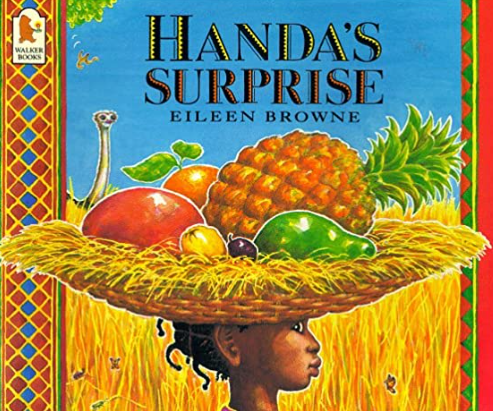 WALKER
BOOKS
HANDA'S
SURPRISE
EILEEN BROWNE